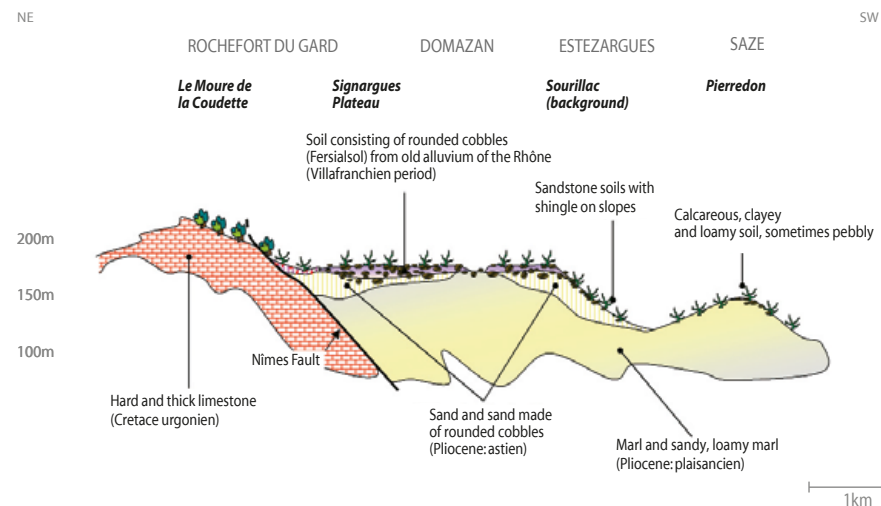 NE
SW
ROCHEFORT DU GARD
DOMAZAN
ESTEZARGUES
SAZE
Le Moure de
la Coudette
Signargues
Plateau
Sourillac
(background)
Pierredon
Soil consisting of rounded cobbles
(Fersialsol) from old alluvium of the Rhône
(Villafranchien period)
Sandstone soils with
shingle on slopes
Calcareous, clayey
and loamy soil, sometimes pebbly
200m
150m
100m
Nîmes Fault
Hard and thick limestone
(Cretace urgonien)
Sand and sand made
of rounded cobbles
(Pliocene: astien)
Marl and sandy, loamy marl
(Pliocene: plaisancien)
1km